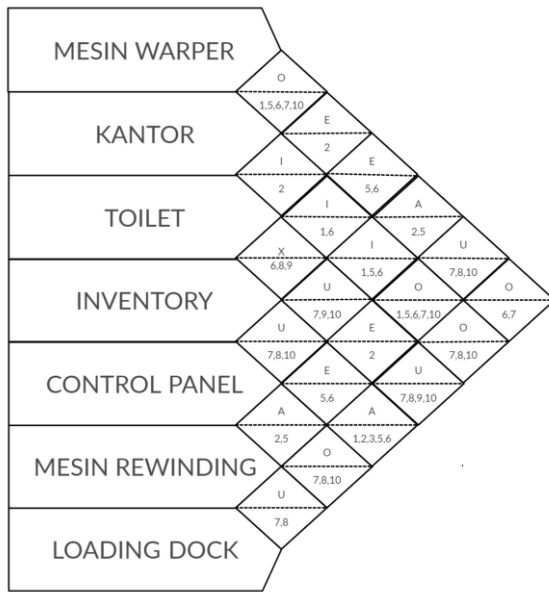 MESIN WARPER
O
1,5,6,7,10
E
KANTOR
2
I
E
2
5,6
I
A
TOILET
1,6
2,5
X
I
U
6,8,9
1,5,6
7,8,10
U
O
O
INVENTORY
7,9,10
1,5,6,7,10
6,7
U
E
O
7,8,10
2
7,8,10
E
U
CONTROL PANEL
5,6
7,8,9,10
A
A
2,5
1,2,3,5,6
O
MESIN REWINDING
7,8,10
U
7,8
LOADING DOCK